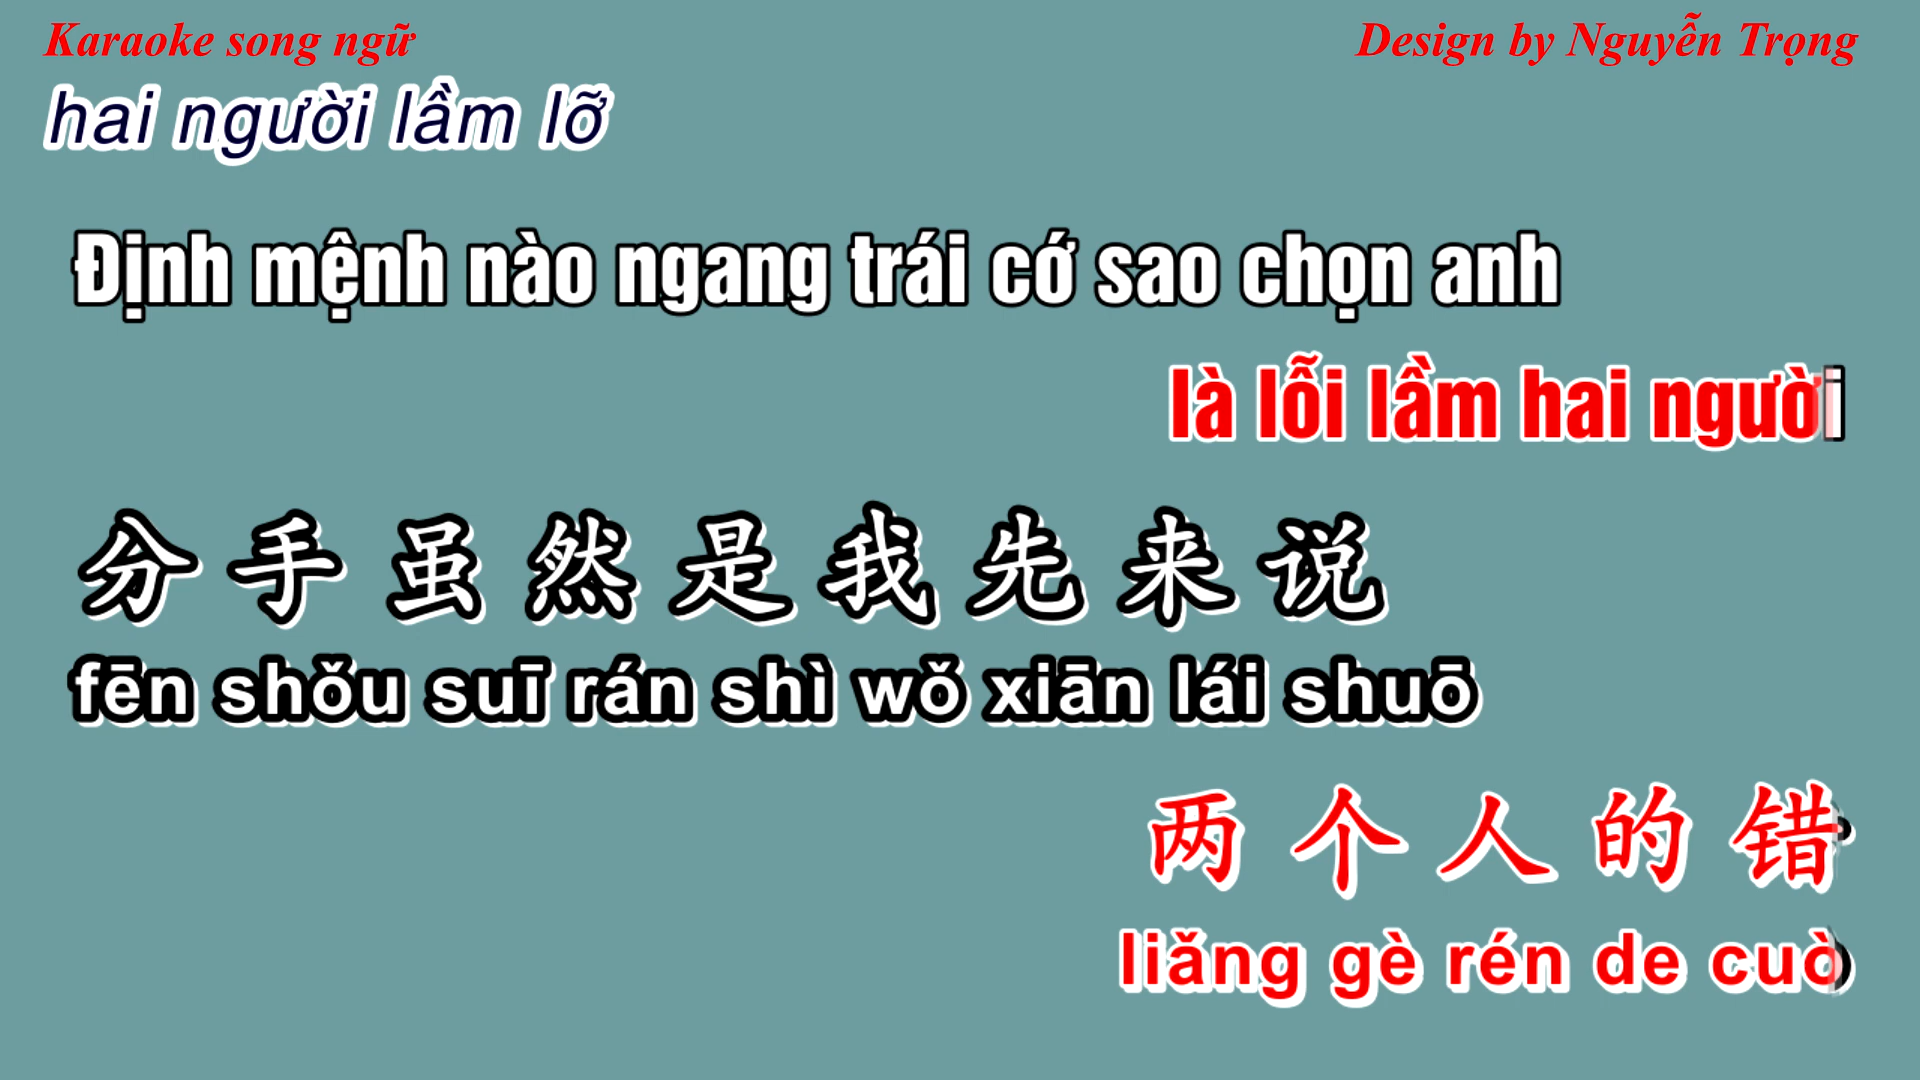 Karaoke song ngữ
Design by Nguyễn Trọng
hai người lầm lỡ
Định mệnh nào ngang trái cớ sao chọn anh
là lỗi lầm hai người
分手虽然是我先来说
fēn shǒu suī rán shì wǒ xiān lái shuō
两个人的错
liǎng gè rén de cuò